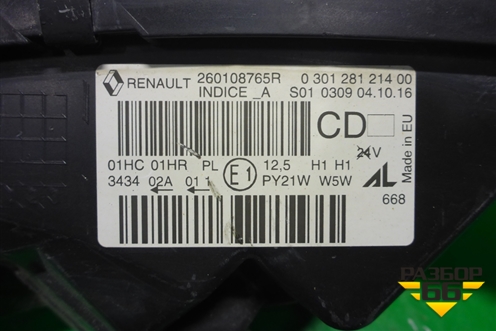 RENAULT 260108765R 0 301 281 214 00
INDICE _A S01 0309 04.10.16
CD
01HC 01HR PL E1 12,5 H1 H1 24V
3434 02A 01 1 PY21W W5W AL
668
Made in EU
РАЗБОР
66